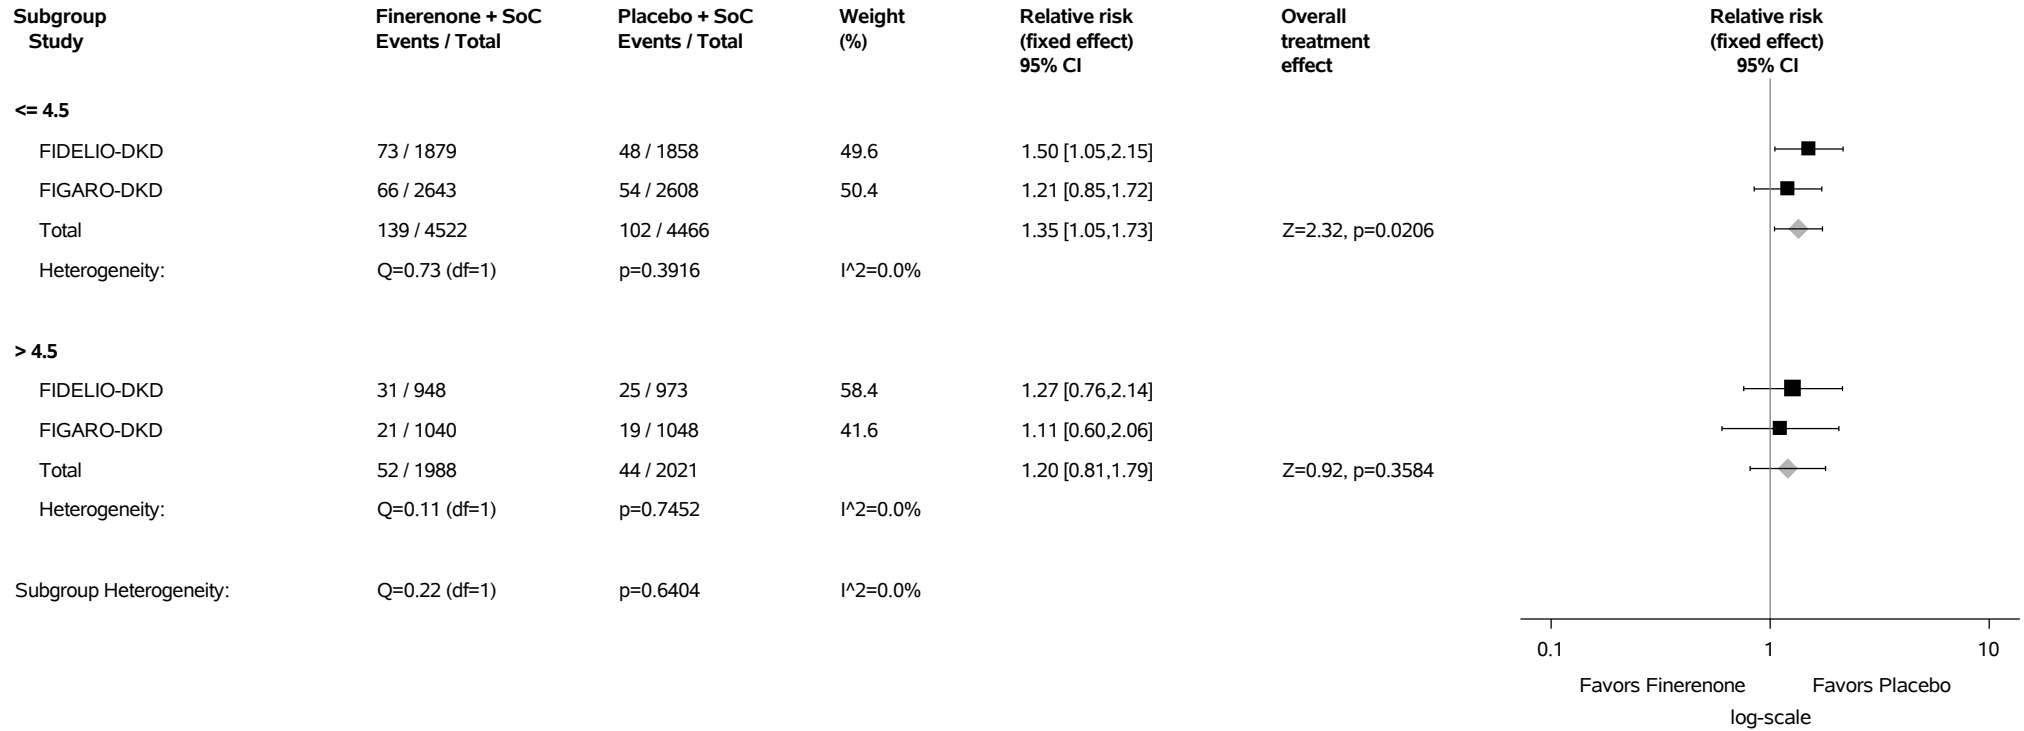 Subgroup Finerenone + SoC Placebo + SoC Weight Relative risk Overall Relative risk
Study Events / Total Events / Total (%) (fixed effect) treatment (fixed effect)
95% CI effect 95% CI
<= 4.5
FIDELIO-DKD 73 / 1879 48 / 1858 49.6 1.50 [1.05,2.15]
FIGARO-DKD 66 / 2643 54 / 2608 50.4 1.21 [0.85,1.72]
Total 139 / 4522 102 / 4466 1.35 [1.05,1.73] Z=2.32, p=0.0206
Heterogeneity: Q=0.73 (df=1) p=0.3916 I^2=0.0%
> 4.5
FIDELIO-DKD 31 / 948 25 / 973 58.4 1.27 [0.76,2.14]
FIGARO-DKD 21 / 1040 19 / 1048 41.6 1.11 [0.60,2.06]
Total 52 / 1988 44 / 2021 1.20 [0.81,1.79] Z=0.92, p=0.3584
Heterogeneity: Q=0.11 (df=1) p=0.7452 I^2=0.0%
Subgroup Heterogeneity: Q=0.22 (df=1) p=0.6404 I^2=0.0%
0.1 1 10
Favors Finerenone Favors Placebo
log-scale